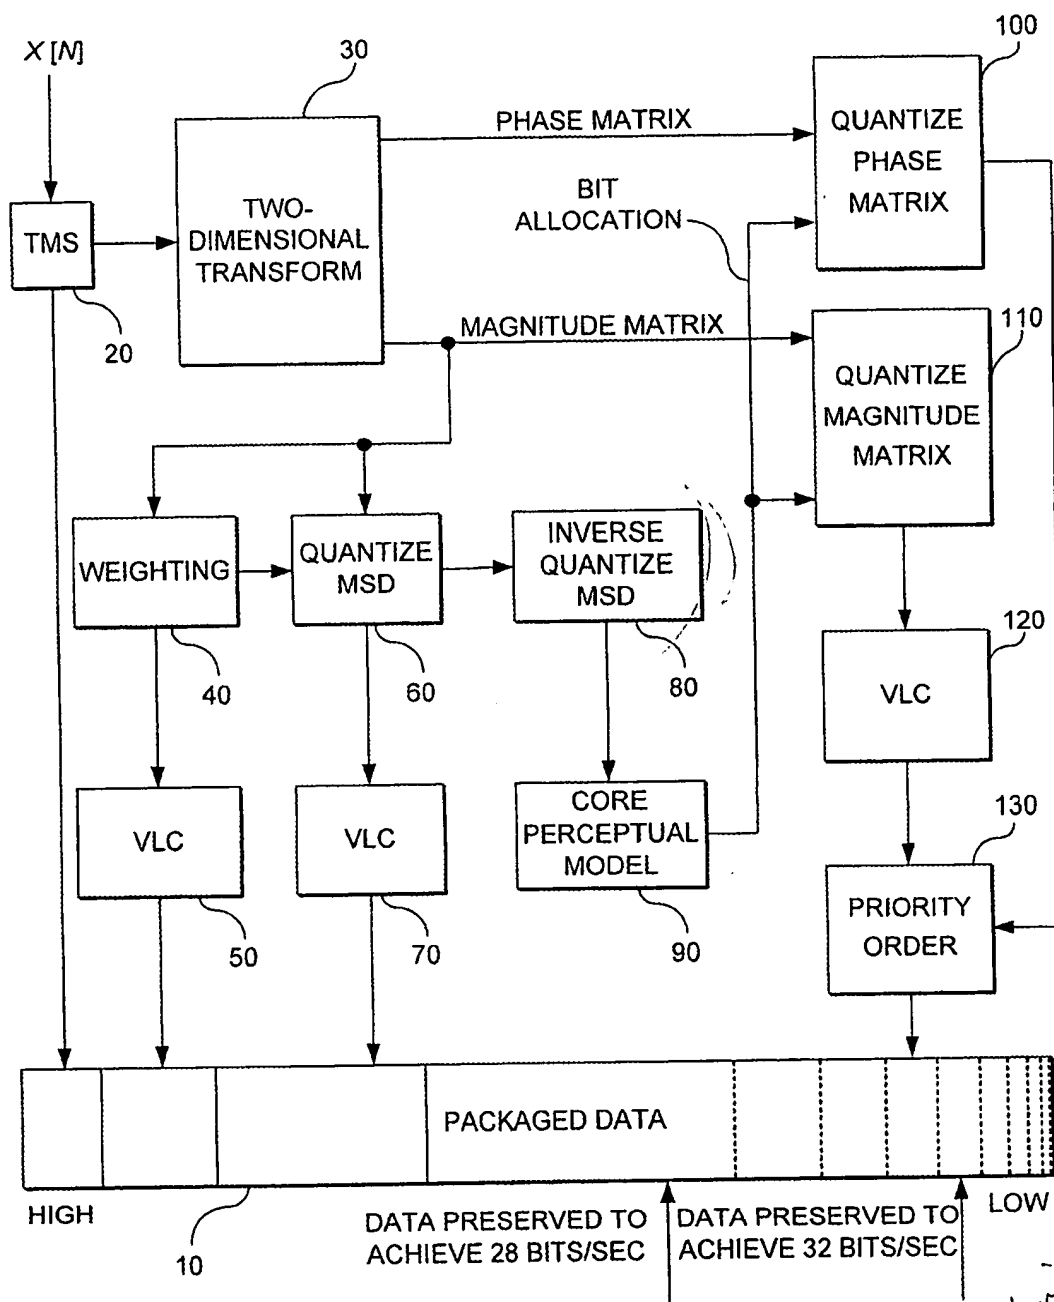 X [N]
30
100
PHASE MATRIX
QUANTIZE
PHASE
MATRIX
BIT
ALLOCATION
TMS
TWO-
DIMENSIONAL
TRANSFORM
20
MAGNITUDE MATRIX
110
QUANTIZE
MAGNITUDE
MATRIX
WEIGHTING
QUANTIZE
MSD
INVERSE
QUANTIZE
MSD
40
60
80
120
VLC
VLC
VLC
CORE
PERCEPTUAL
MODEL
130
PRIORITY
ORDER
50
70
90
PACKAGED DATA
HIGH
LOW
10
DATA PRESERVED TO
ACHIEVE 28 BITS/SEC
DATA PRESERVED TO
ACHIEVE 32 BITS/SEC